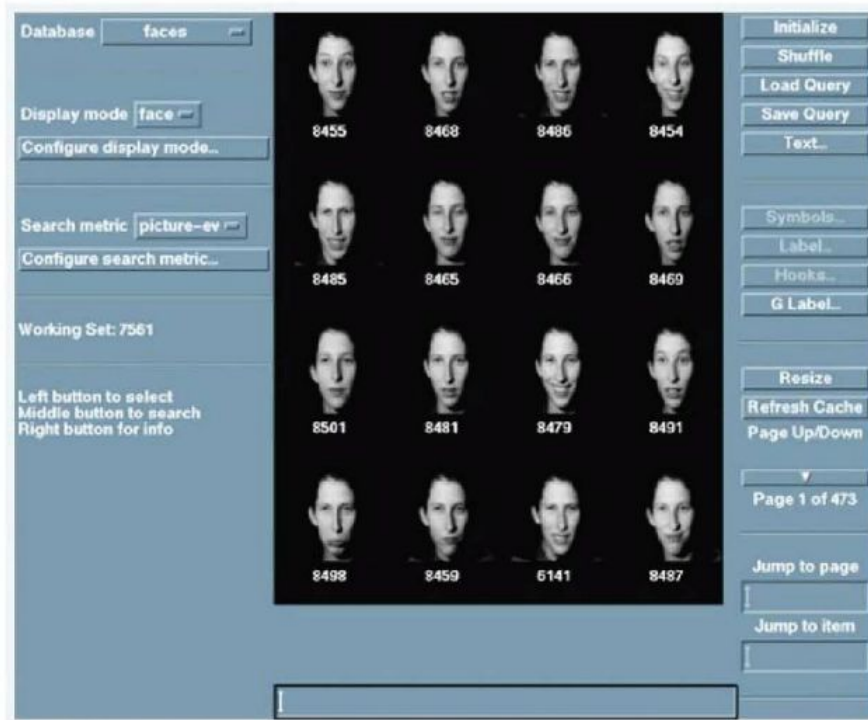 Database faces
Display mode face
Configure display mode...
Search metric picture-ev
Configure search metric...
Working Set: 7561
Left button to select
Middle button to search
Right button for info
8455 8468 8486 8454
8485 8465 8466 8469
8501 8481 8479 8491
8498 8459 6141 8487
Initialize
Shuffle
Load Query
Save Query
Text...
Symbols...
Label...
Hooks...
G Label...
Resize
Refresh Cache
Page Up/Down
Page 1 of 473
Jump to page
Jump to item